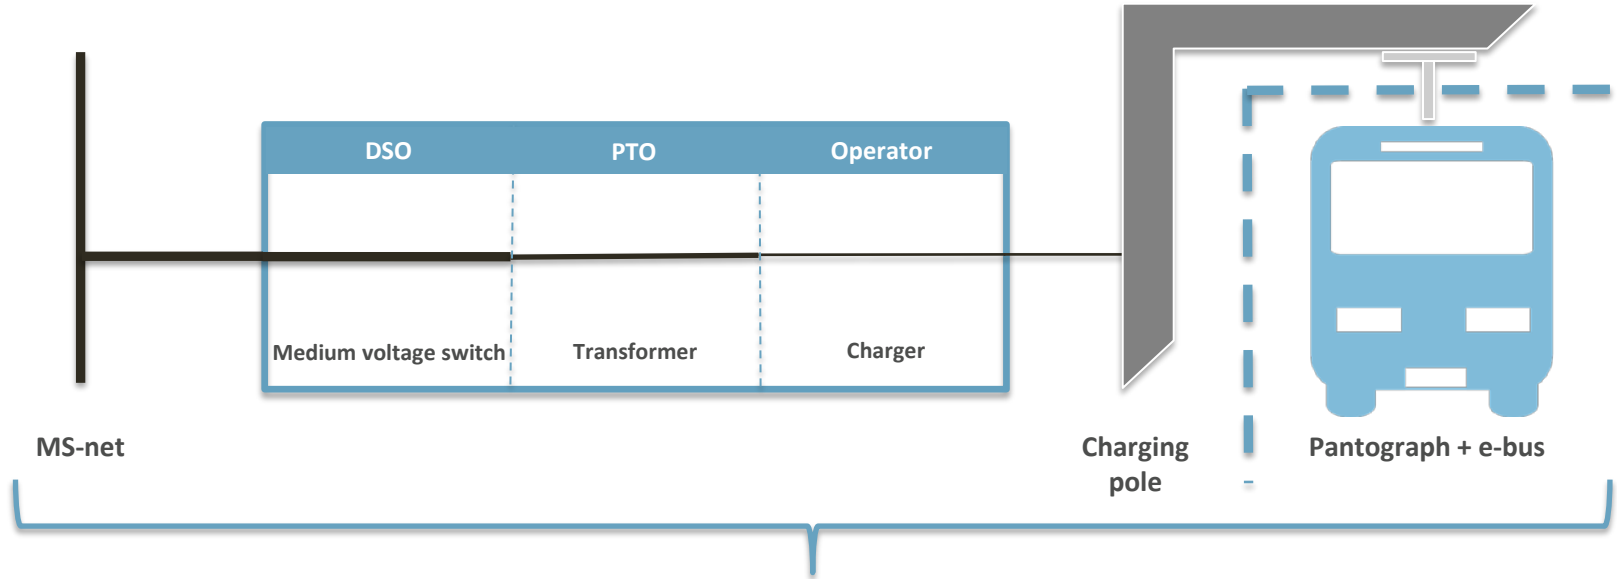 DSO
PTO
Operator
Medium voltage switch
Transformer
Charger
MS-net
Charging
pole
Pantograph + e-bus